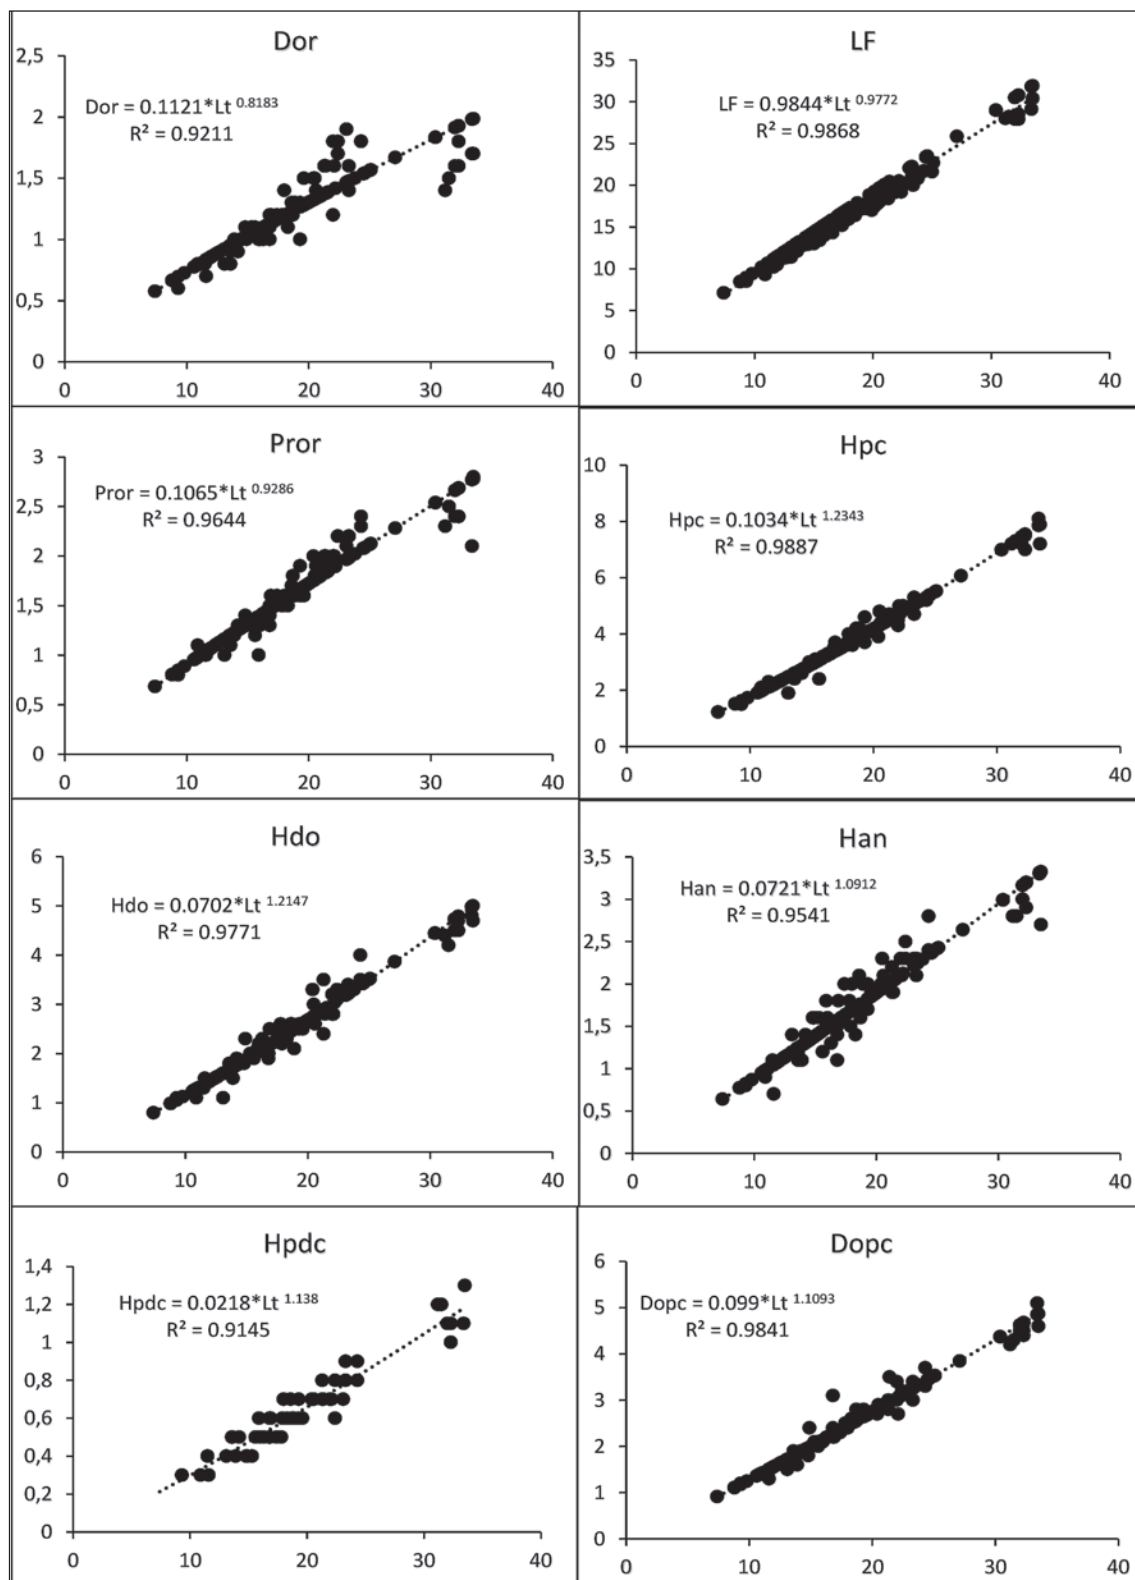 Dor
Dor = 0.1121*Lt 0.8183
R² = 0.9211
2,5
2
1,5
1
0,5
0
0 10 20 30 40
LF
LF = 0.9844*Lt 0.9772
R² = 0.9868
35
30
25
20
15
10
5
0
0 10 20 30 40
Pror
Pror = 0.1065*Lt 0.9286
R² = 0.9644
3
2,5
2
1,5
1
0,5
0
0 10 20 30 40
Hpc
Hpc = 0.1034*Lt 1.2343
R² = 0.9887
10
8
6
4
2
0
0 10 20 30 40
Hdo
Hdo = 0.0702*Lt 1.2147
R² = 0.9771
6
5
4
3
2
1
0
0 10 20 30 40
Han
Han = 0.0721*Lt 1.0912
R² = 0.9541
3,5
3
2,5
2
1,5
1
0,5
0
0 10 20 30 40
Hpdc
Hpdc = 0.0218*Lt 1.138
R² = 0.9145
1,4
1,2
1
0,8
0,6
0,4
0,2
0
0 10 20 30 40
Dopc
Dopc = 0.099*Lt 1.1093
R² = 0.9841
6
5
4
3
2
1
0
0 10 20 30 40